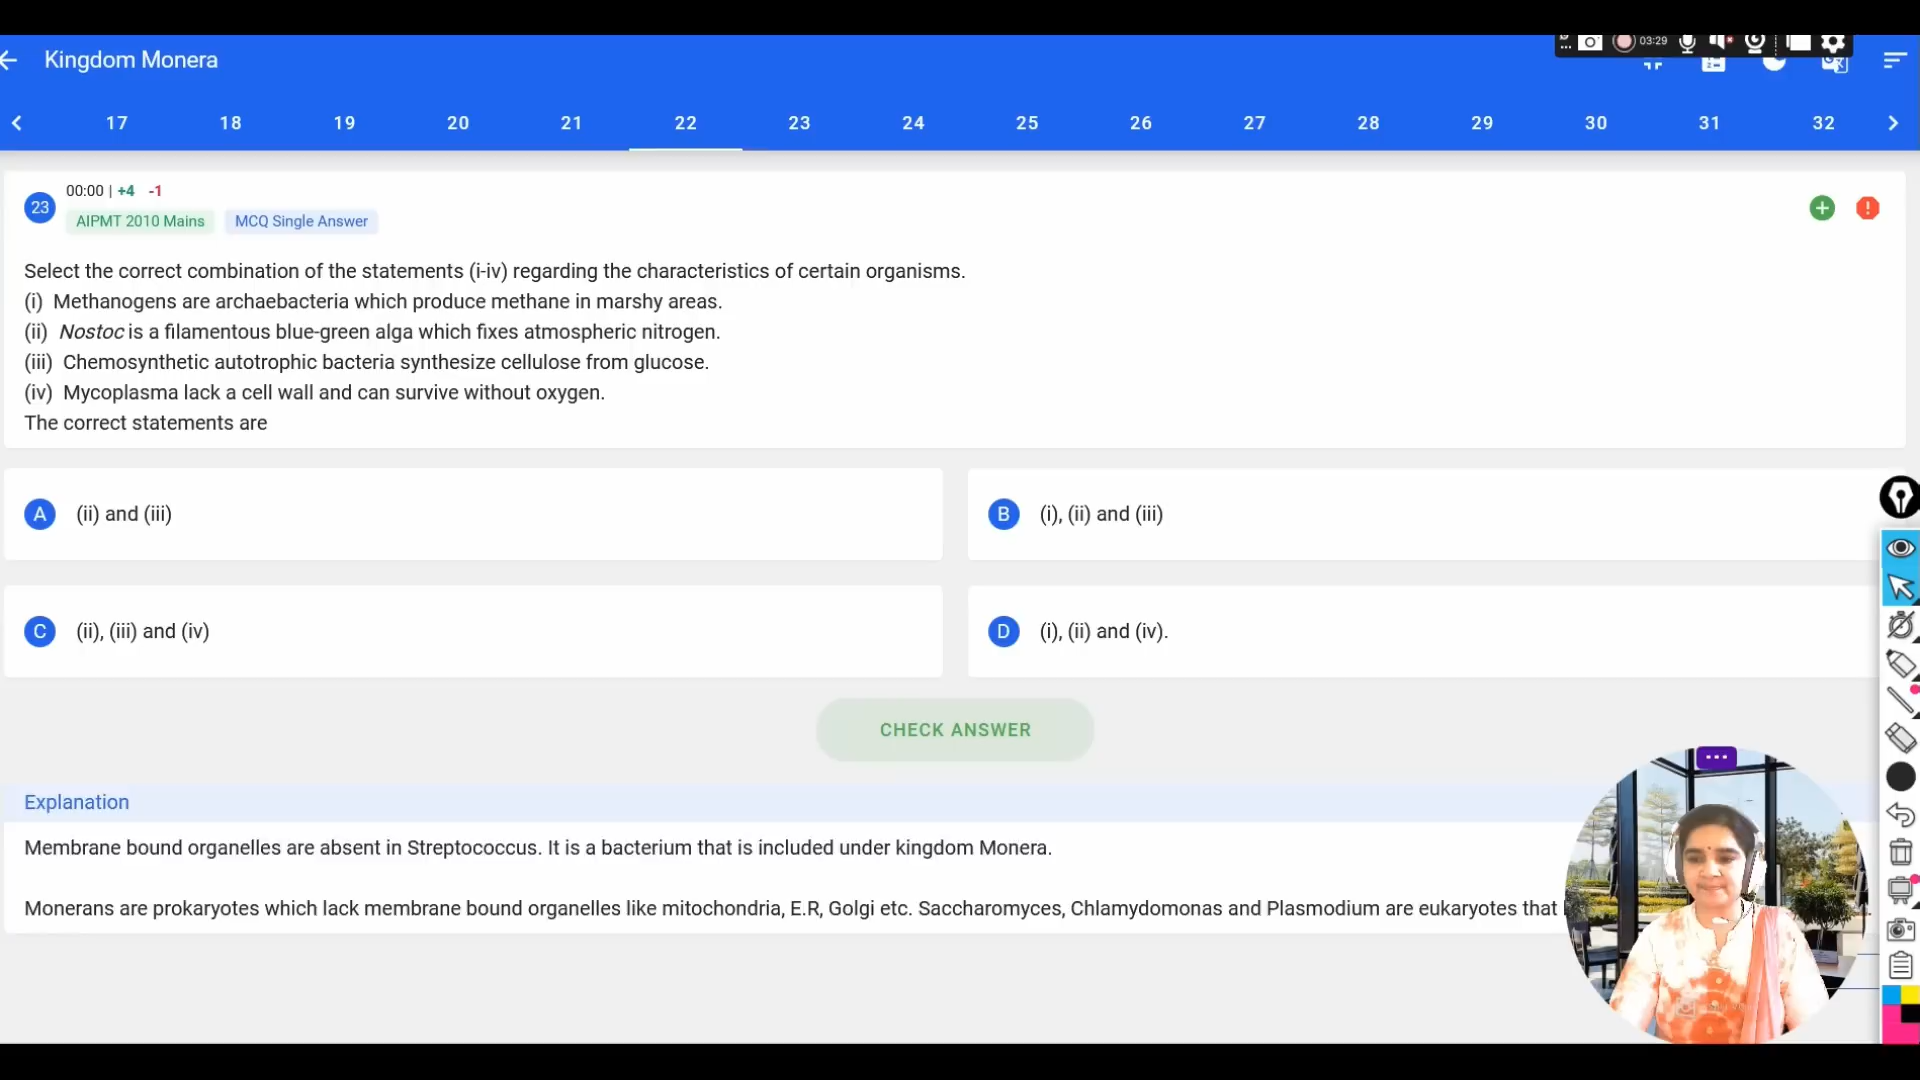 03:29
Kingdom Monera
17 18 19 20 21 22 23 24 25 26 27 28 29 30 31 32
23
00:00 | +4 -1
AIPMT 2010 Mains MCQ Single Answer
Select the correct combination of the statements (i-iv) regarding the characteristics of certain organisms.
(i) Methanogens are archaebacteria which produce methane in marshy areas.
(ii) Nostoc is a filamentous blue-green alga which fixes atmospheric nitrogen.
(iii) Chemosynthetic autotrophic bacteria synthesize cellulose from glucose.
(iv) Mycoplasma lack a cell wall and can survive without oxygen.
The correct statements are
A (ii) and (iii)
B (i), (ii) and (iii)
C (ii), (iii) and (iv)
D (i), (ii) and (iv).
CHECK ANSWER
Explanation
Membrane bound organelles are absent in Streptococcus. It is a bacterium that is included under kingdom Monera.
Monerans are prokaryotes which lack membrane bound organelles like mitochondria, E.R, Golgi etc. Saccharomyces, Chlamydomonas and Plasmodium are eukaryotes that